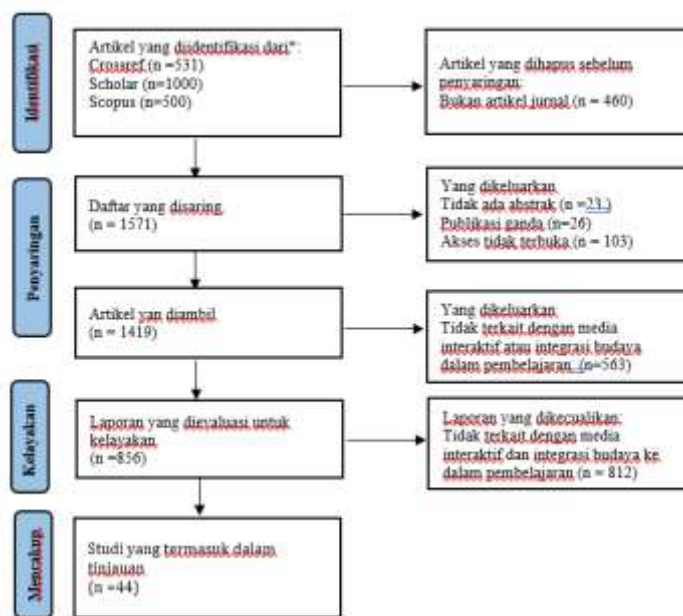 Identifikasi
Artikel yang diidentifikasi dari*:
Crossref (n =531)
Scholar (n=1000)
Scopus (n=500)
Artikel yang dihapus sebelum
penyaringan:
Bukan artikel jurnal (n = 460)
Penyaringan
Daftar yang disaring
(n = 1571)
Yang dikeluarkan
Tidak ada abstrak (n =23.)
Publikasi ganda (n=26)
Akses tidak terbuka (n = 103)
Artikel yan diambil
(n = 1419)
Yang dikeluarkan
Tidak terkait dengan media
interaktif atau integrasi budaya
dalam pembelajaran (n=563)
Kelayakan
Laporan yang dievaluasi untuk
kelayakan
(n =856)
Laporan yang dikecualikan:
Tidak terkait dengan media
interaktif dan integrasi budaya ke
dalam pembelajaran (n = 812)
Mencakup
Studi yang termasuk dalam
tinjauan
(n =44)